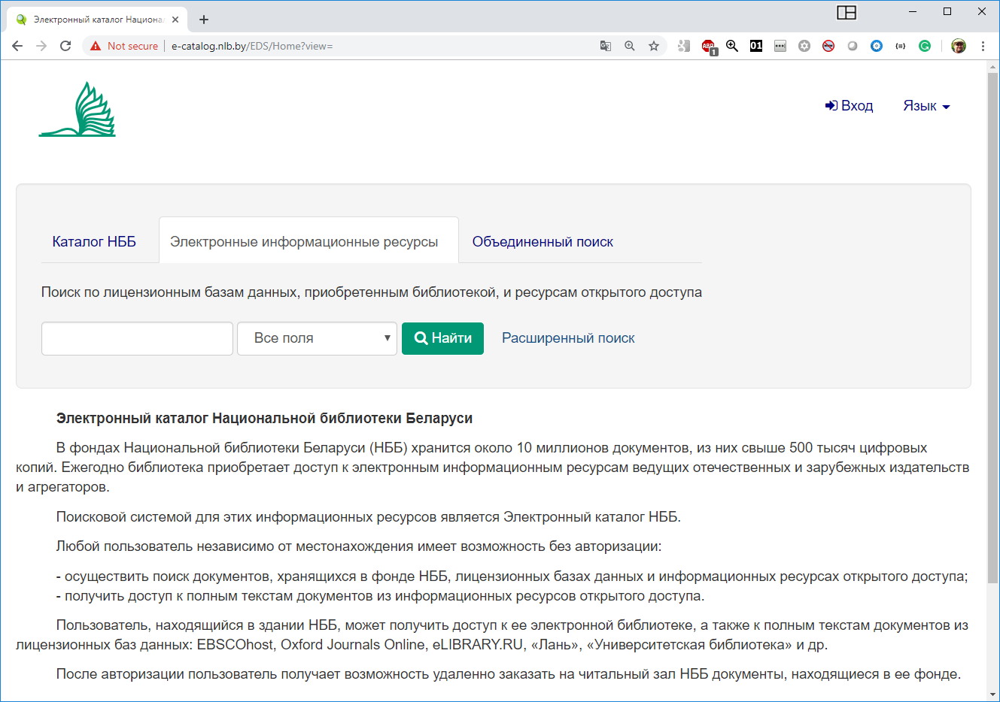 Электронный каталог Национал
Not secure
e-catalog.nlb.by/EDS/Home?view=
ABP
1
01
Вход
Язык
Каталог НББ
Электронные информационные ресурсы
Объединенный поиск
Поиск по лицензионным базам данных, приобретенным библиотекой, и ресурсам открытого доступа
Все поля
Найти
Расширенный поиск
Электронный каталог Национальной библиотеки Беларуси
В фондах Национальной библиотеки Беларуси (НББ) хранится около 10 миллионов документов, из них свыше 500 тысяч цифровых
копий. Ежегодно библиотека приобретает доступ к электронным информационным ресурсам ведущих отечественных и зарубежных издательств
и агрегаторов.
Поисковой системой для этих информационных ресурсов является Электронный каталог НББ.
Любой пользователь независимо от местонахождения имеет возможность без авторизации:
- осуществить поиск документов, хранящихся в фонде НББ, лицензионных базах данных и информационных ресурсах открытого доступа;
- получить доступ к полным текстам документов из информационных ресурсов открытого доступа.
Пользователь, находящийся в здании НББ, может получить доступ к ее электронной библиотеке, а также к полным текстам документов из
лицензионных баз данных: EBSCOhost, Oxford Journals Online, eLIBRARY.RU, «Лань», «Университетская библиотека» и др.
После авторизации пользователь получает возможность удаленно заказать на читальный зал НББ документы, находящиеся в ее фонде.